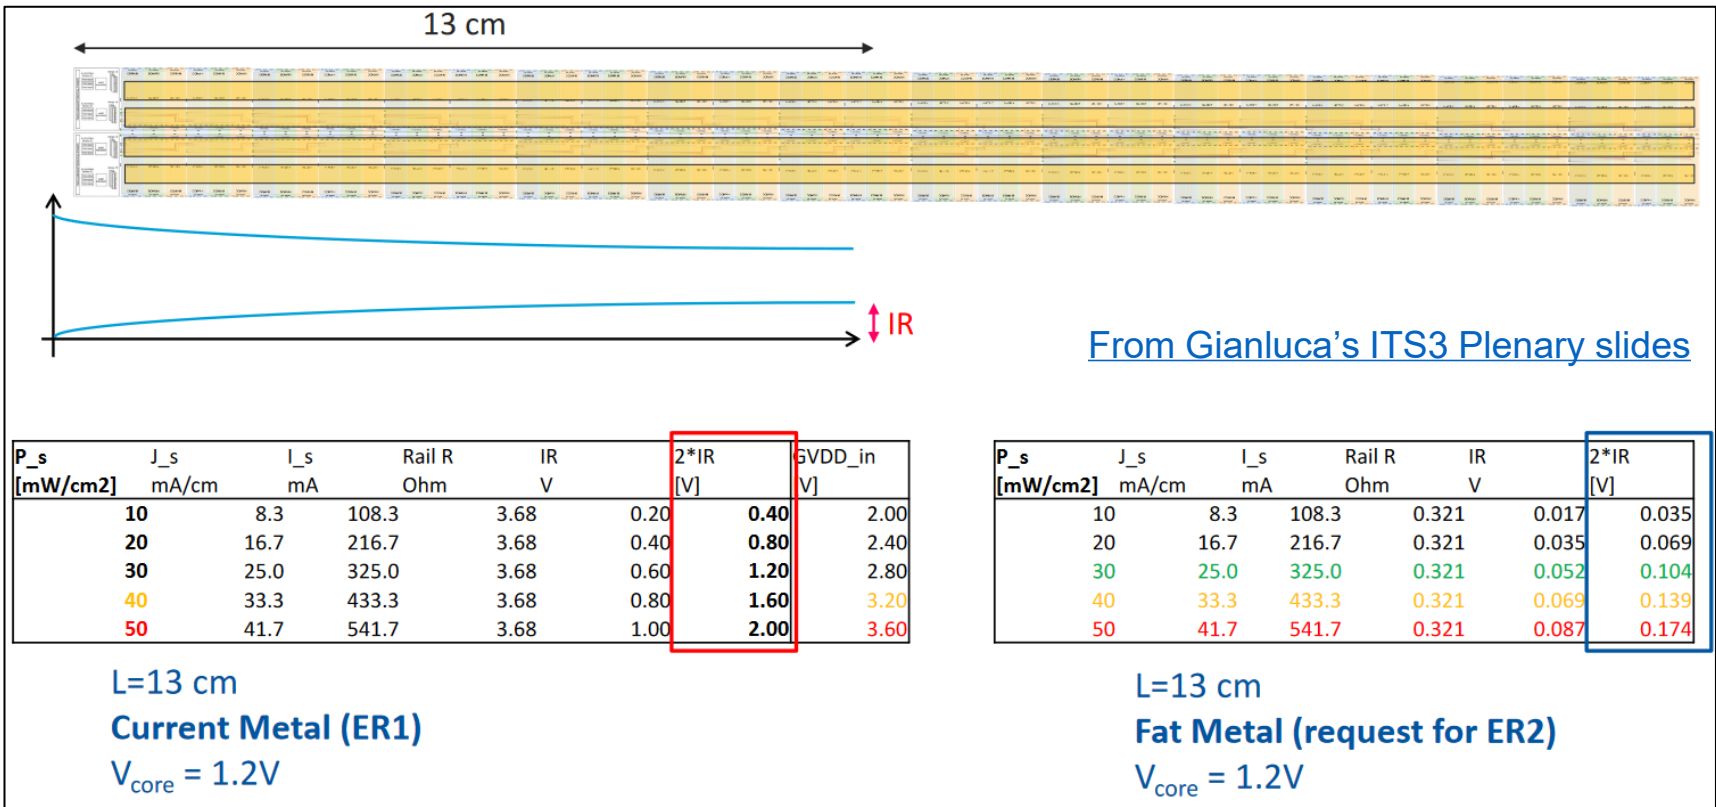 13 cm
IR
From Gianluca's ITS3 Plenary slides
P_s J_s I_s Rail R IR 2*IR GVDD_in
[mW/cm2] mA/cm mA Ohm V [V] [V]
10 8.3 108.3 3.68 0.20 0.40 2.00
20 16.7 216.7 3.68 0.40 0.80 2.40
30 25.0 325.0 3.68 0.60 1.20 2.80
40 33.3 433.3 3.68 0.80 1.60 3.20
50 41.7 541.7 3.68 1.00 2.00 3.60
L=13 cm
Current Metal (ER1)
Vcore = 1.2V
P_s J_s I_s Rail R IR 2*IR
[mW/cm2] mA/cm mA Ohm V [V]
10 8.3 108.3 0.321 0.017 0.035
20 16.7 216.7 0.321 0.035 0.069
30 25.0 325.0 0.321 0.052 0.104
40 33.3 433.3 0.321 0.069 0.139
50 41.7 541.7 0.321 0.087 0.174
L=13 cm
Fat Metal (request for ER2)
Vcore = 1.2V